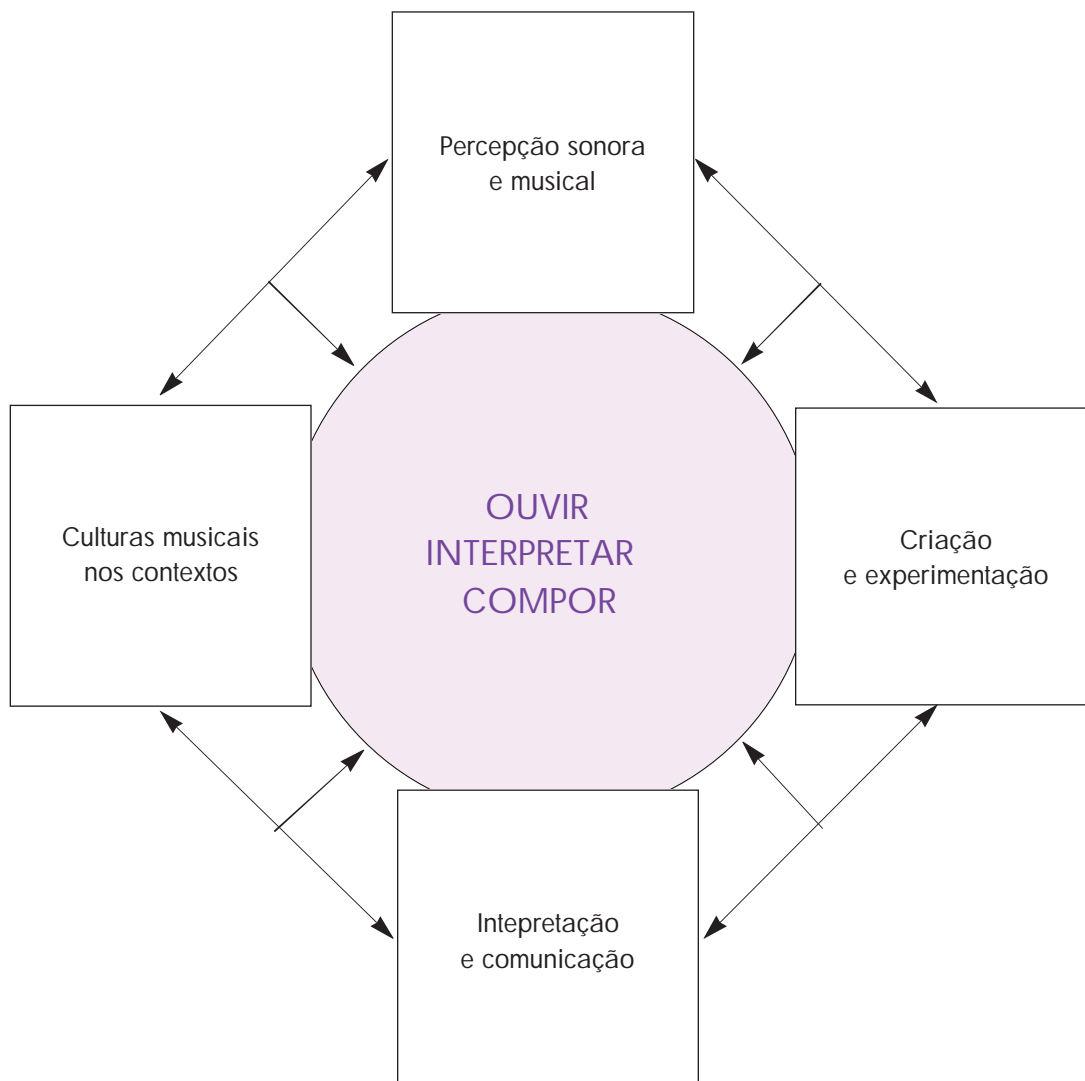 Percepção sonora
e musical
Culturas musicais
nos contextos
OUVIR
INTERPRETAR
COMPOR
Criação
e experimentação
Intepretação
e comunicação